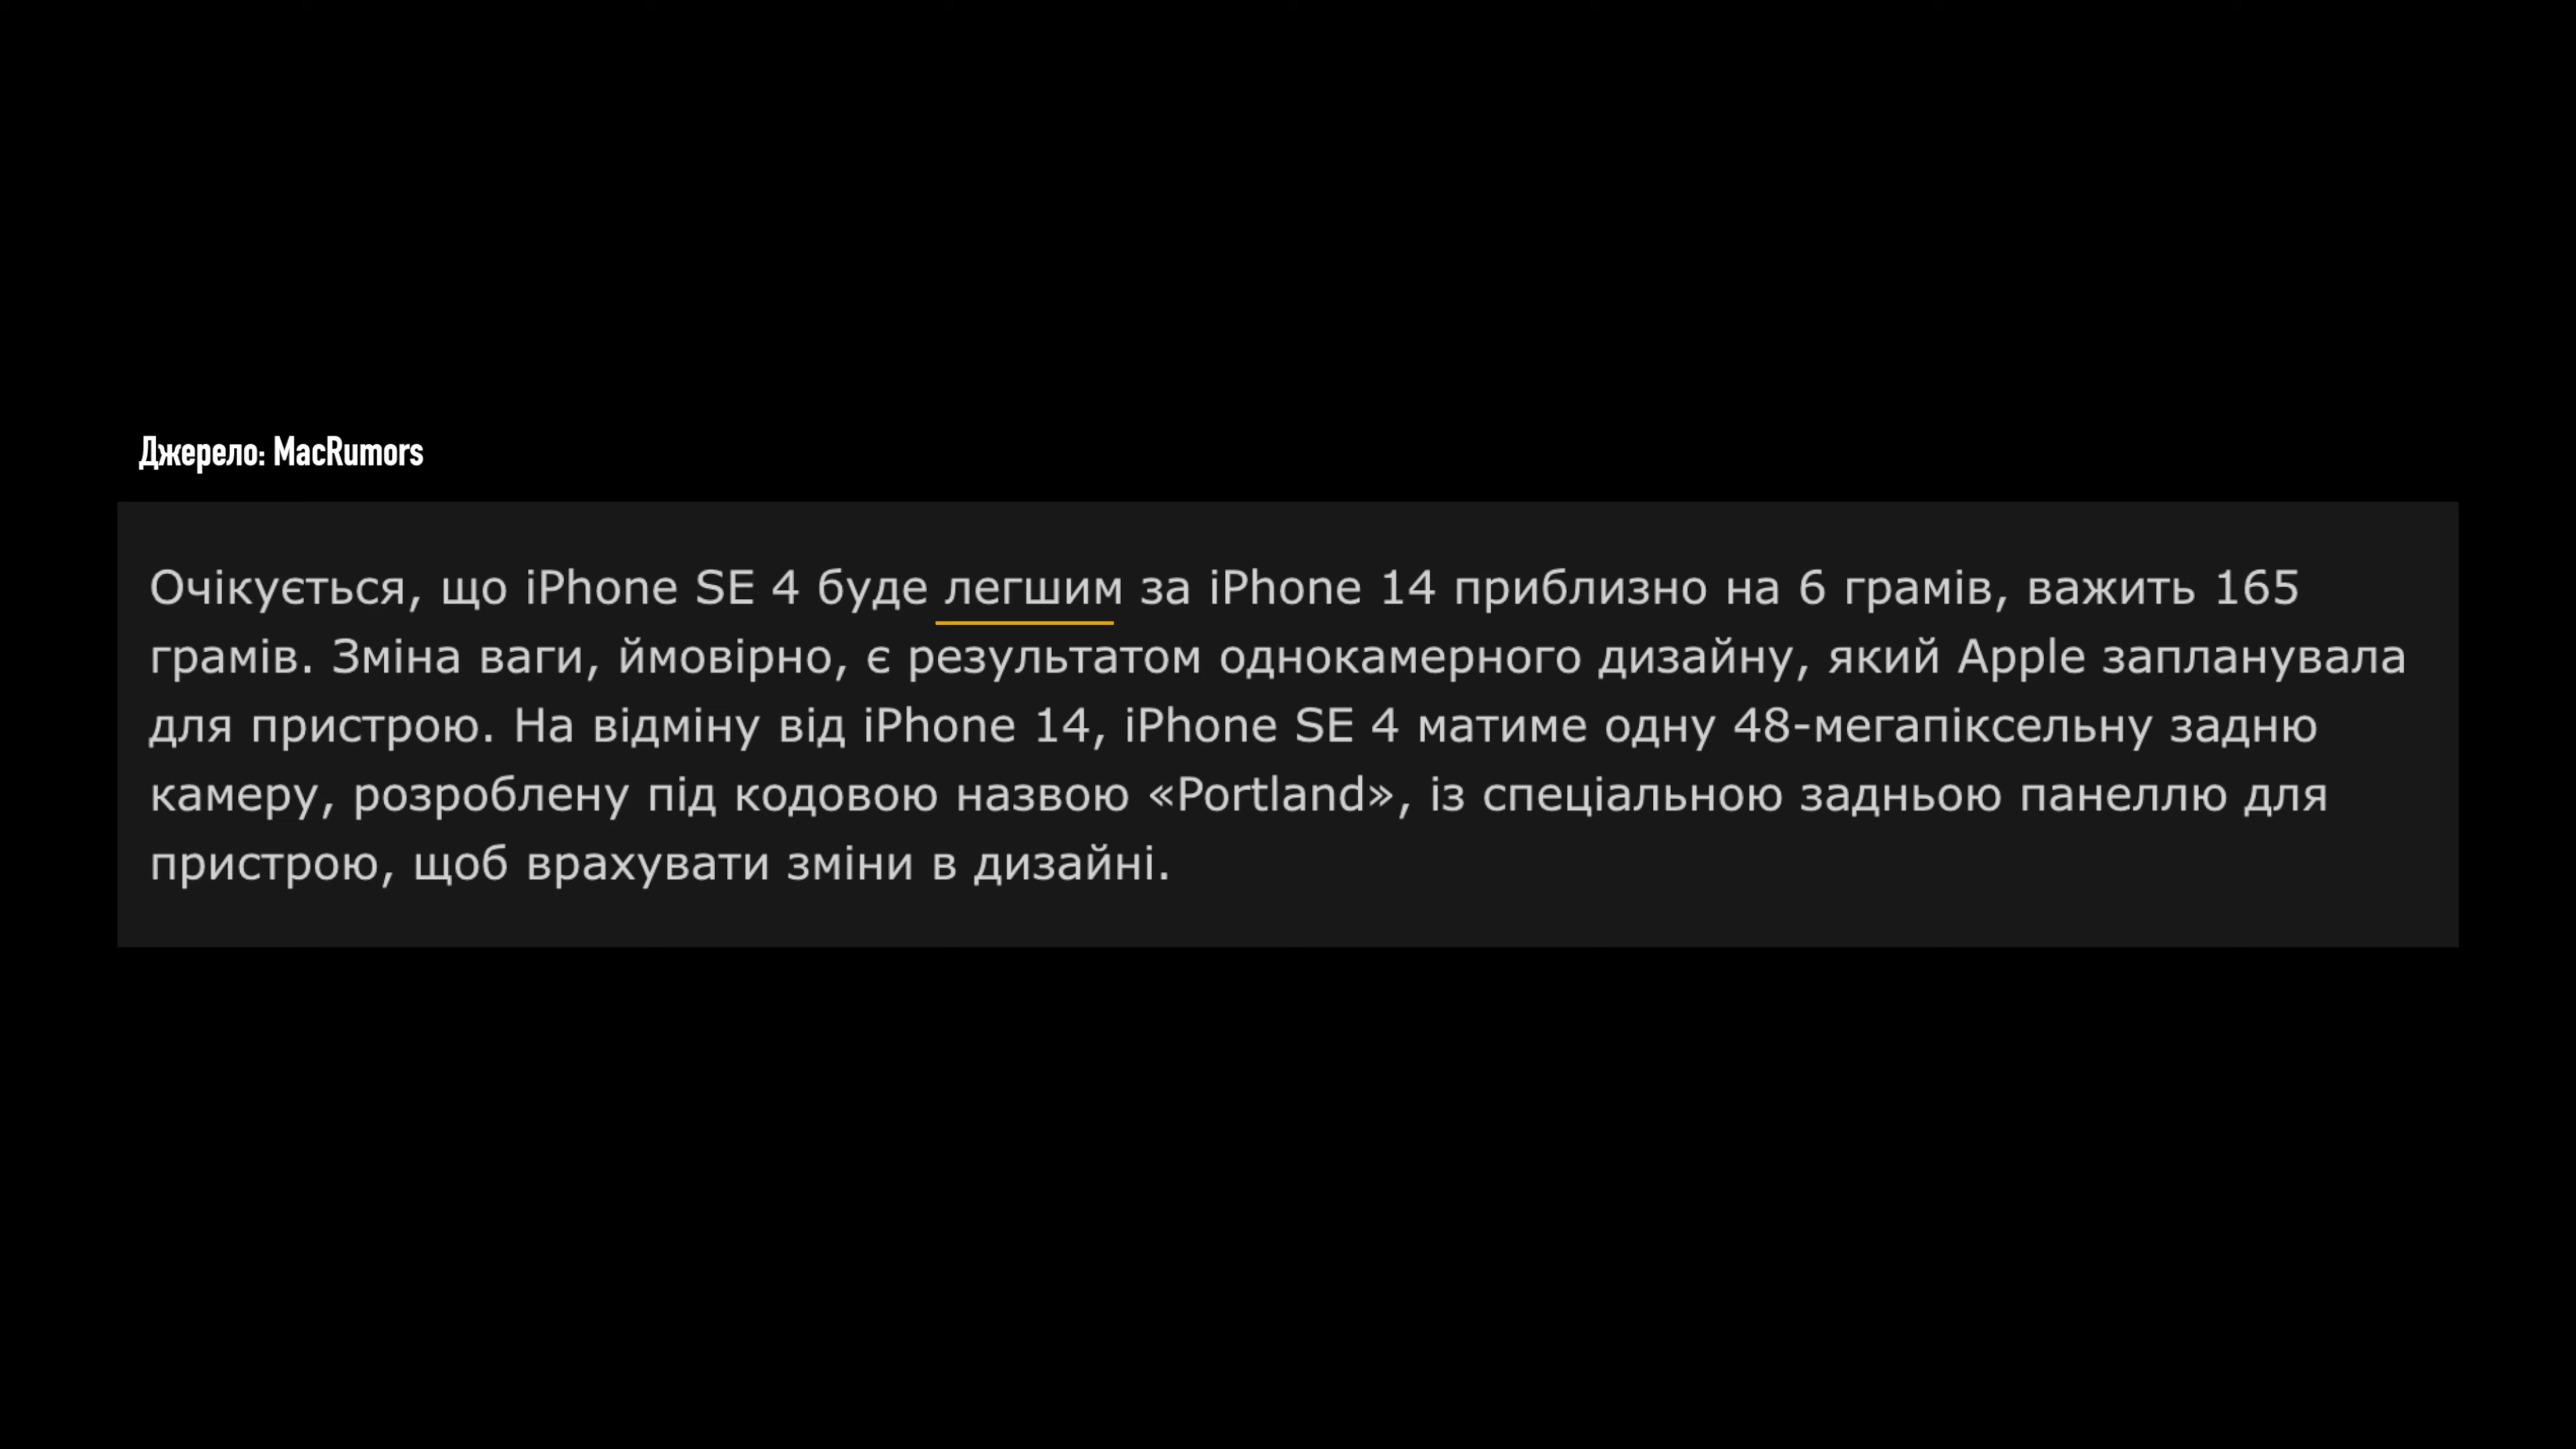 Джерело: MacRumors
Очікується, що iPhone SE 4 буде легшим за iPhone 14 приблизно на 6 грамів, важить 165
грамів. Зміна ваги, ймовірно, є результатом однокамерного дизайну, який Apple запланувала
для пристрою. На відміну від iPhone 14, iPhone SE 4 матиме одну 48-мегапіксельну задню
камеру, розроблену під кодовою назвою «Portland», із спеціальною задньою панеллю для
пристрою, щоб врахувати зміни в дизайні.